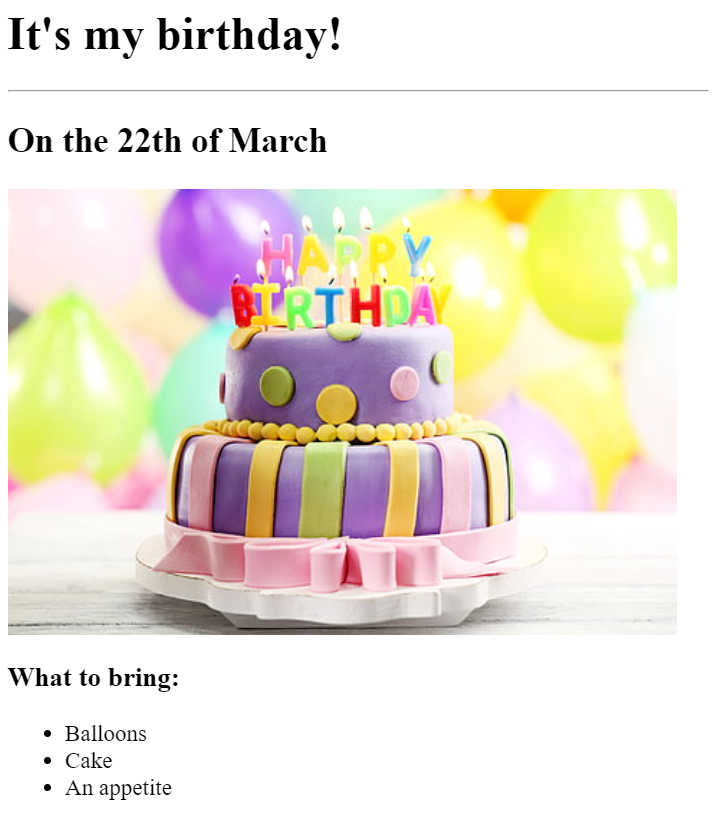 It's my birthday!
On the 22th of March
HAPPY
BIRTHDAY
What to bring:
Balloons
Cake
An appetite